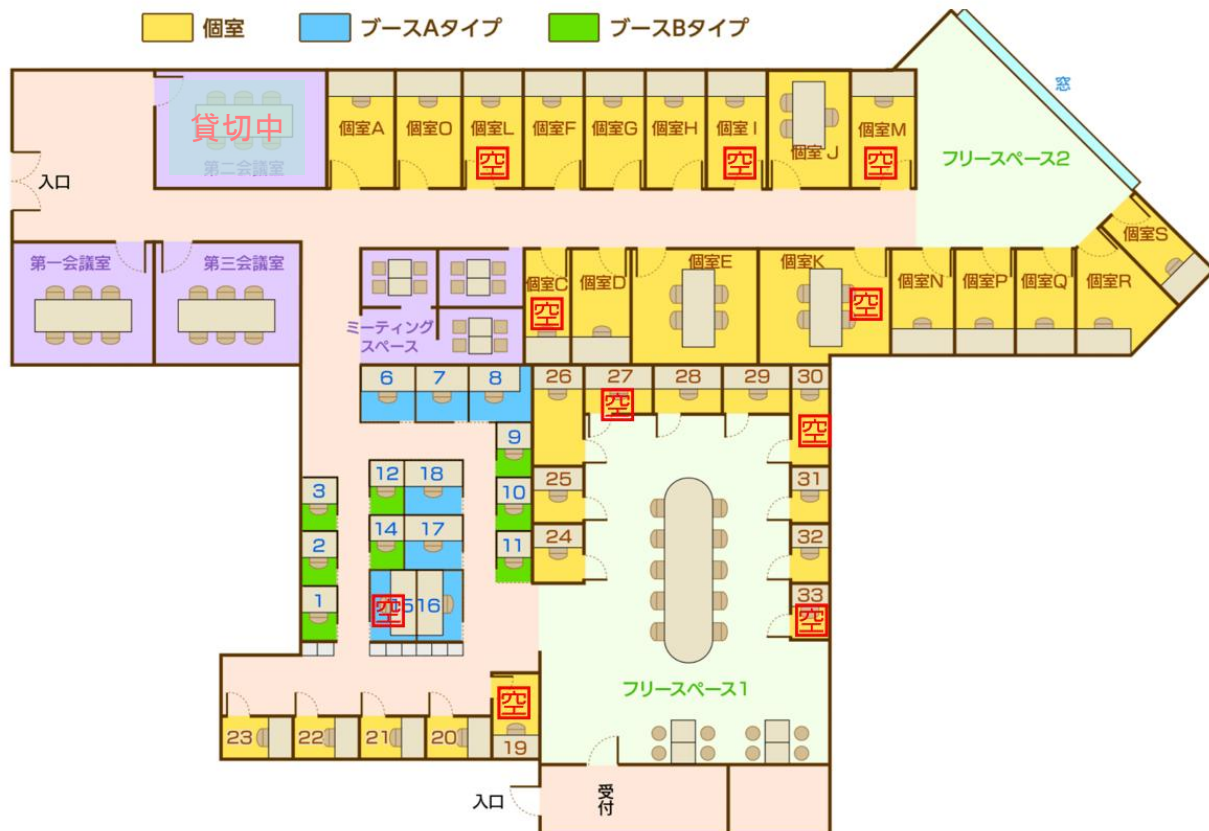 個室
ブースAタイプ
ブースBタイプ
窓
貸切中
第二会議室
個室A
個室O
個室L
空
個室F
個室G
個室H
個室I
空
個室J
個室M
空
フリースペース2
入口
第一会議室
第三会議室
ミーティング
スペース
個室C
空
個室D
個室E
個室K
空
個室N
個室P
個室Q
個室R
個室S
6
7
8
26
27
空
28
29
30
空
9
3
12
18
10
25
31
2
14
17
11
24
32
1
空
15
16
33
空
フリースペース1
23
22
21
20
空
19
入口
受付